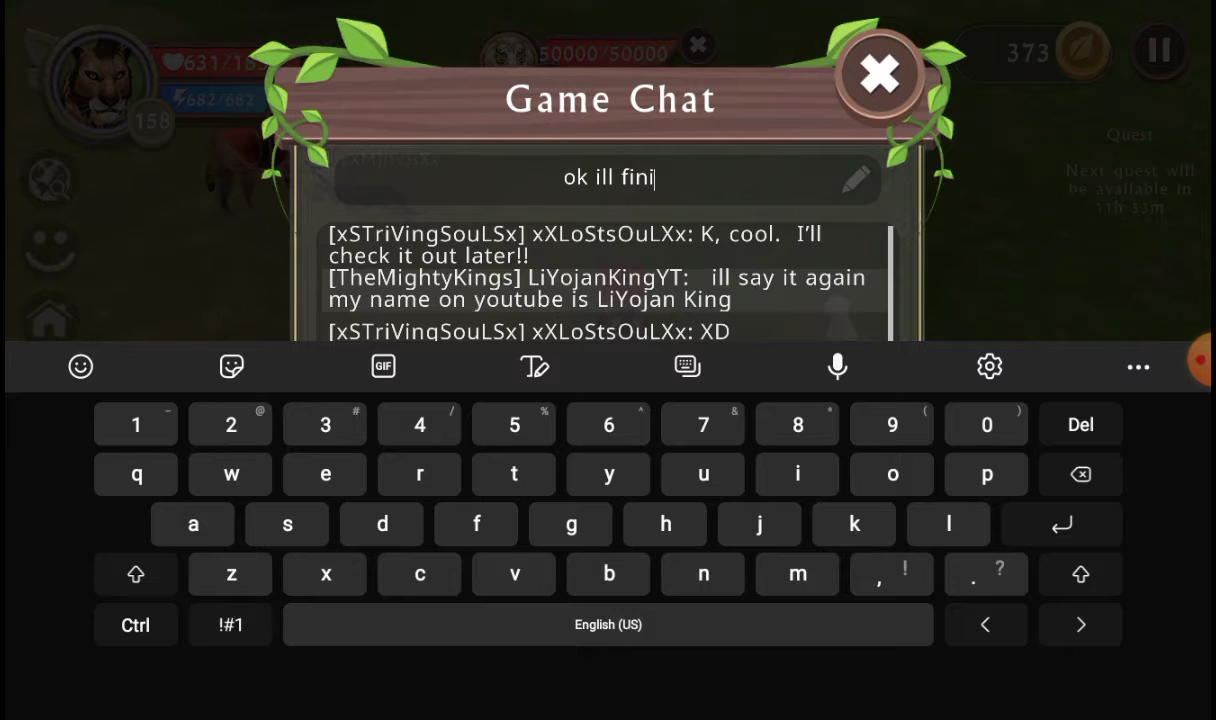 631/18
50000/50000
373
682/682
158
Game Chat
Quest
Next quest will
be available in
11h 33m
ok ill fini
[xSTriVingSouLSx] xXLoStsOuLXx: K, cool. I'll
check it out later!!
[TheMightyKings] LiYojanKingYT: ill say it again
my name on youtube is LiYojan King
[xSTriVingSouLSx] xXLoStsOuLXx: XD
GIF
1 - 2 @ 3 # 4 / 5 % 6 ^ 7 & 8 * 9 ( 0 ) Del
q w e r t y u i o p
a s d f g h j k l
z x c v b n m , ! . ?
Ctrl !#1 English (US) < >